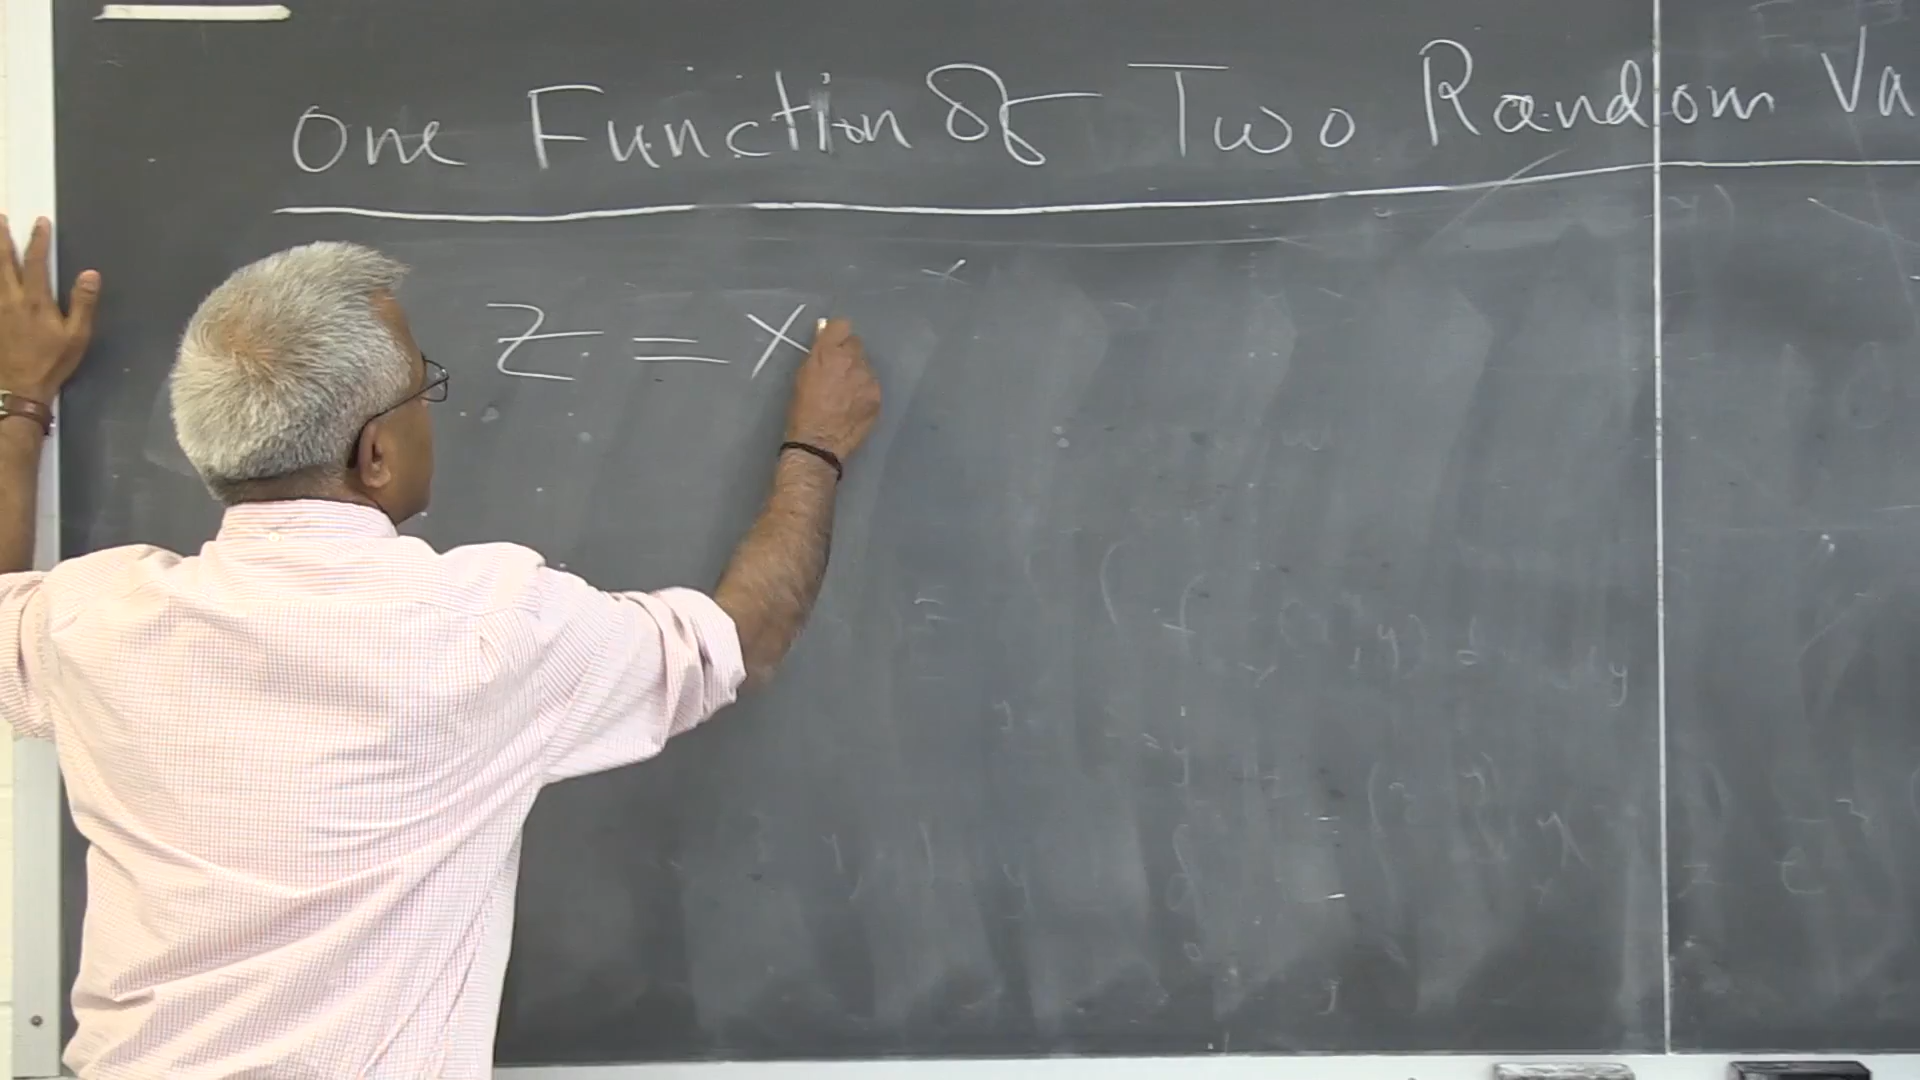 One Function of Two Random Va
Z = X